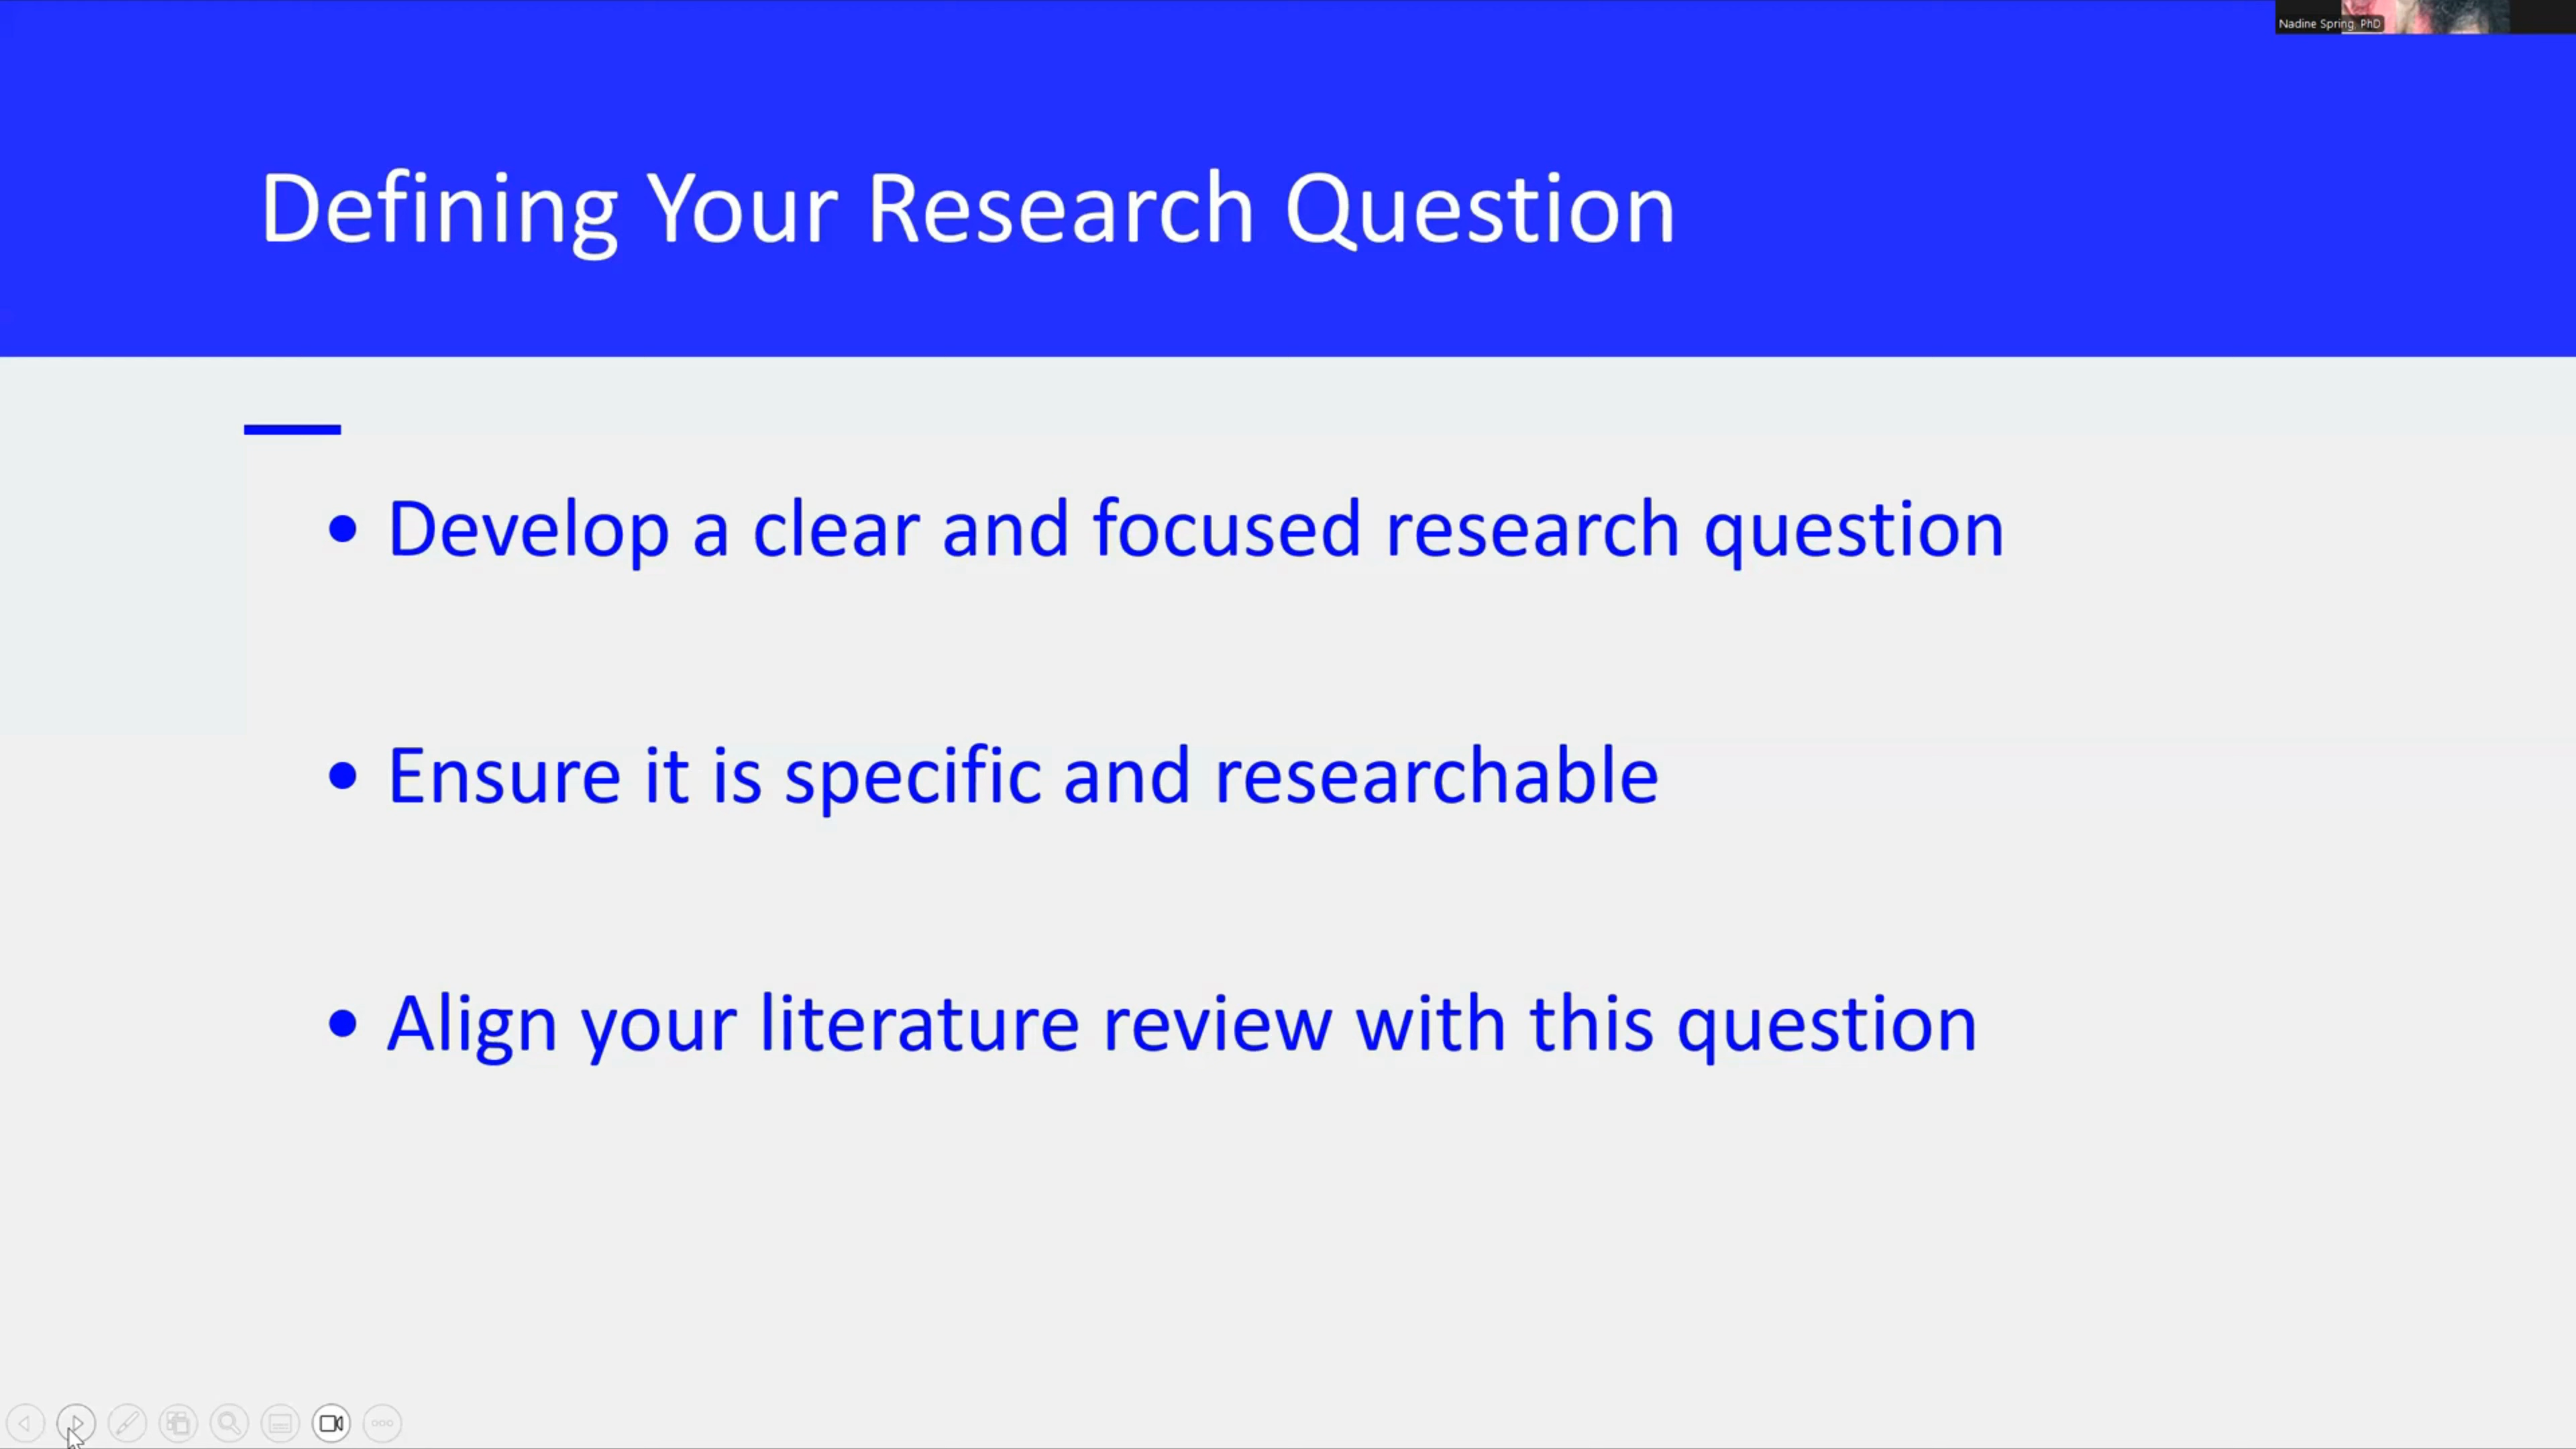 Nadine Spring, PhD
Defining Your Research Question
• Develop a clear and focused research question
• Ensure it is specific and researchable
• Align your literature review with this question